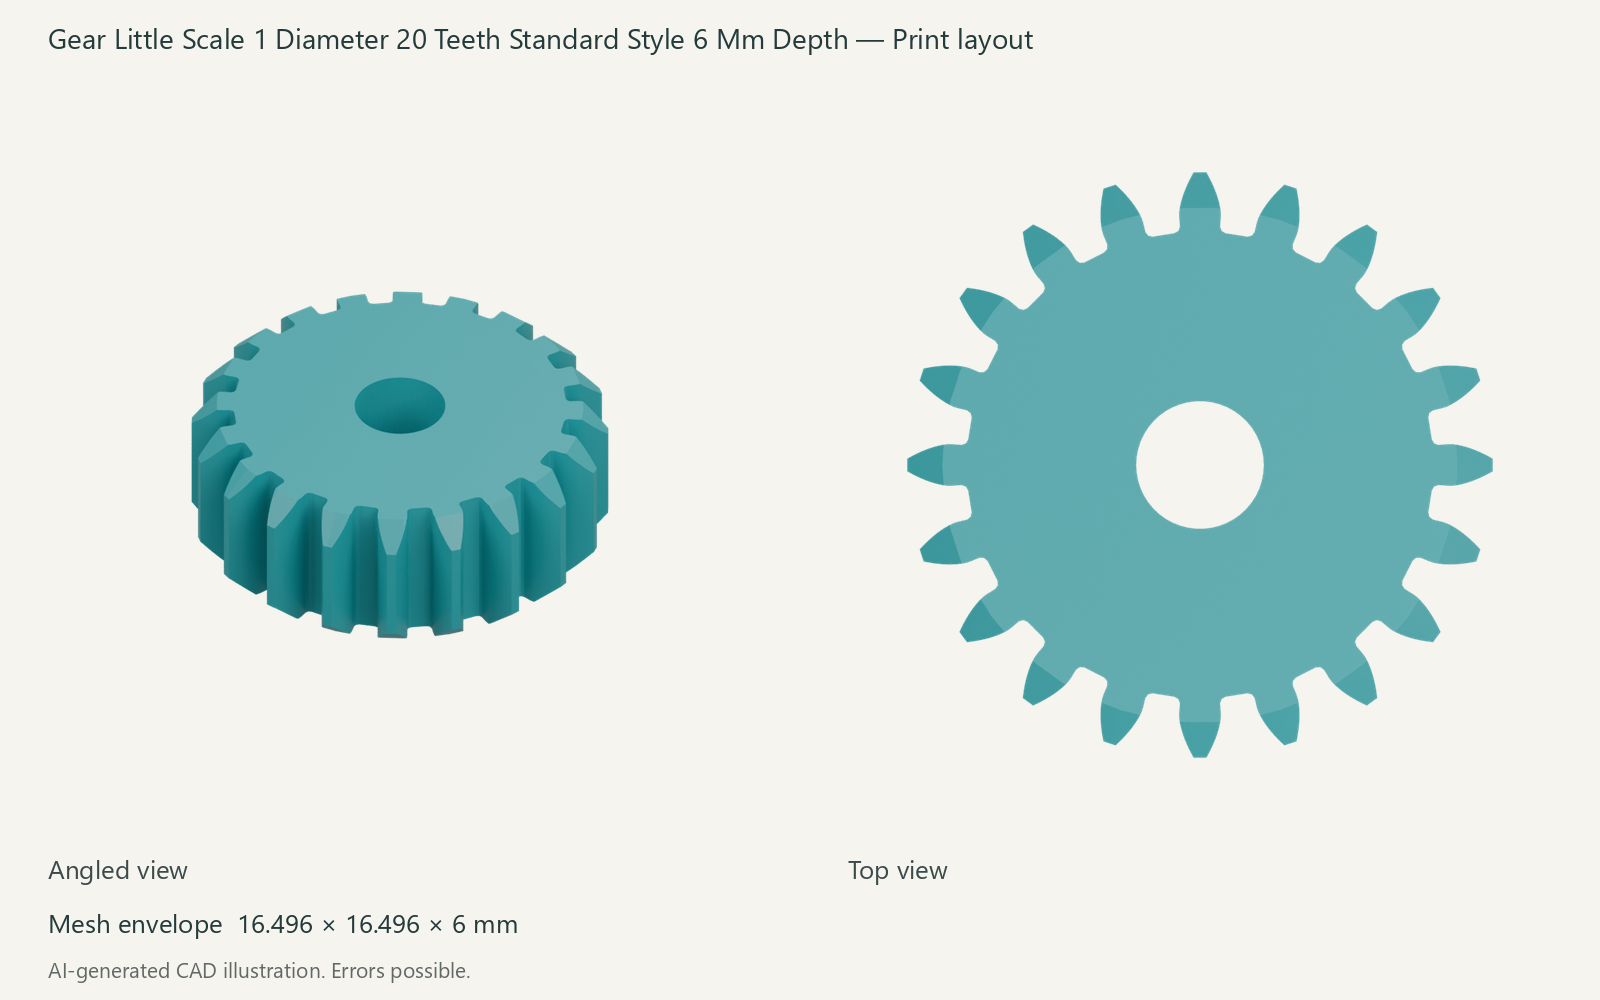 Gear Little Scale 1 Diameter 20 Teeth Standard Style 6 Mm Depth — Print layout
Angled view
Top view
Mesh envelope 16.496 × 16.496 × 6 mm
AI-generated CAD illustration. Errors possible.